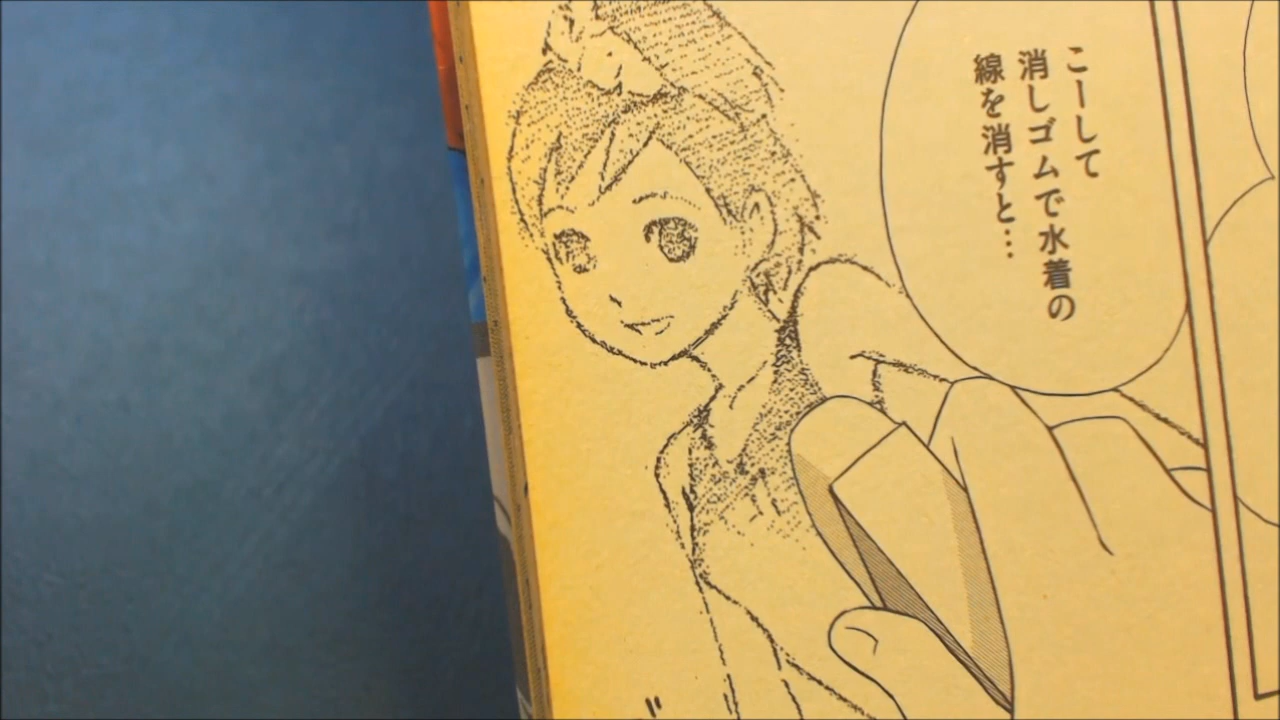 こーして
消しゴムで水着の
線を消すと…